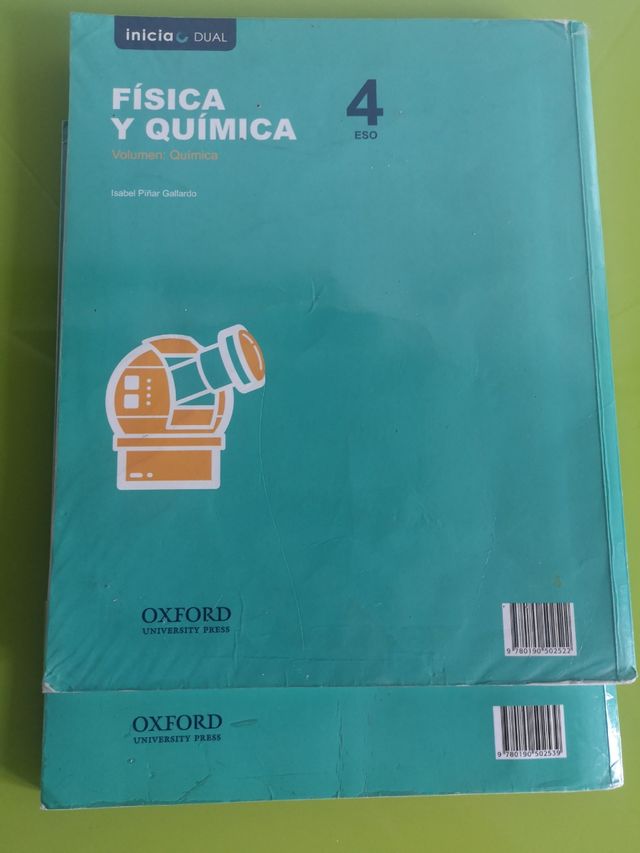 inicia DUAL
FÍSICA
Y QUÍMICA
4
ESO
Volumen: Química
Isabel Piñar Gallardo
OXFORD
UNIVERSITY PRESS
9 780190 502522
OXFORD
UNIVERSITY PRESS
9 780190 502539